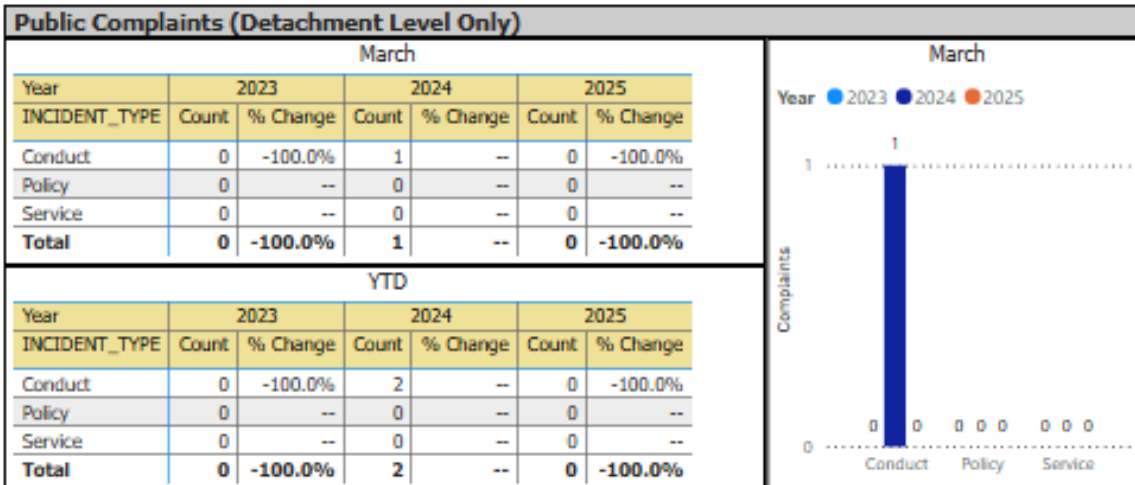 Public Complaints (Detachment Level Only)
March
Year 2023 2024 2025
INCIDENT_TYPE Count % Change Count % Change Count % Change
Conduct 0 -100.0% 1 -- 0 -100.0%
Policy 0 -- 0 -- 0 --
Service 0 -- 0 -- 0 --
Total 0 -100.0% 1 -- 0 -100.0%
YTD
Year 2023 2024 2025
INCIDENT_TYPE Count % Change Count % Change Count % Change
Conduct 0 -100.0% 2 -- 0 -100.0%
Policy 0 -- 0 -- 0 --
Service 0 -- 0 -- 0 --
Total 0 -100.0% 2 -- 0 -100.0%
March
Year 2023 2024 2025
1
1
Complaints
0 0 0 0 0 0 0 0
0
Conduct Policy Service